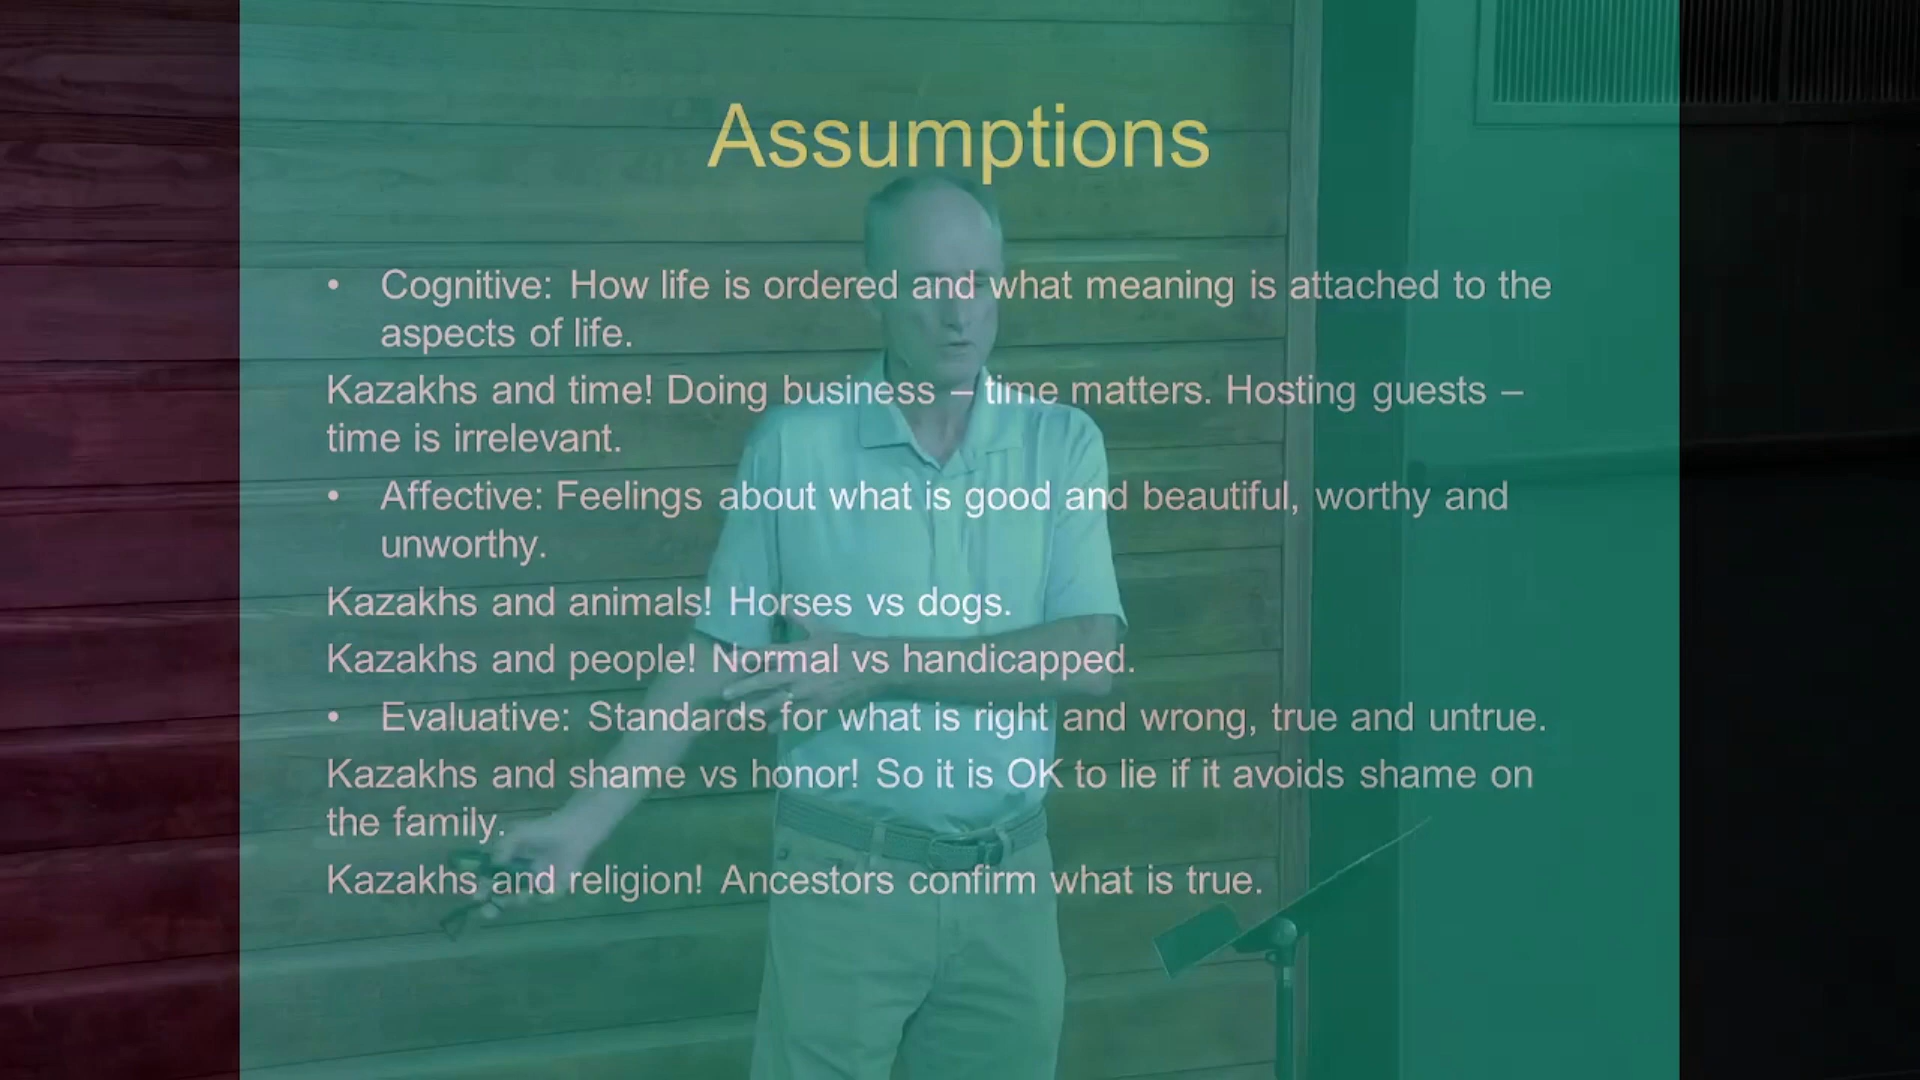 Assumptions
• Cognitive: How life is ordered and what meaning is attached to the
aspects of life.
Kazakhs and time! Doing business – time matters. Hosting guests –
time is irrelevant.
• Affective: Feelings about what is good and beautiful, worthy and
unworthy.
Kazakhs and animals! Horses vs dogs.
Kazakhs and people! Normal vs handicapped.
• Evaluative: Standards for what is right and wrong, true and untrue.
Kazakhs and shame vs honor! So it is OK to lie if it avoids shame on
the family.
Kazakhs and religion! Ancestors confirm what is true.